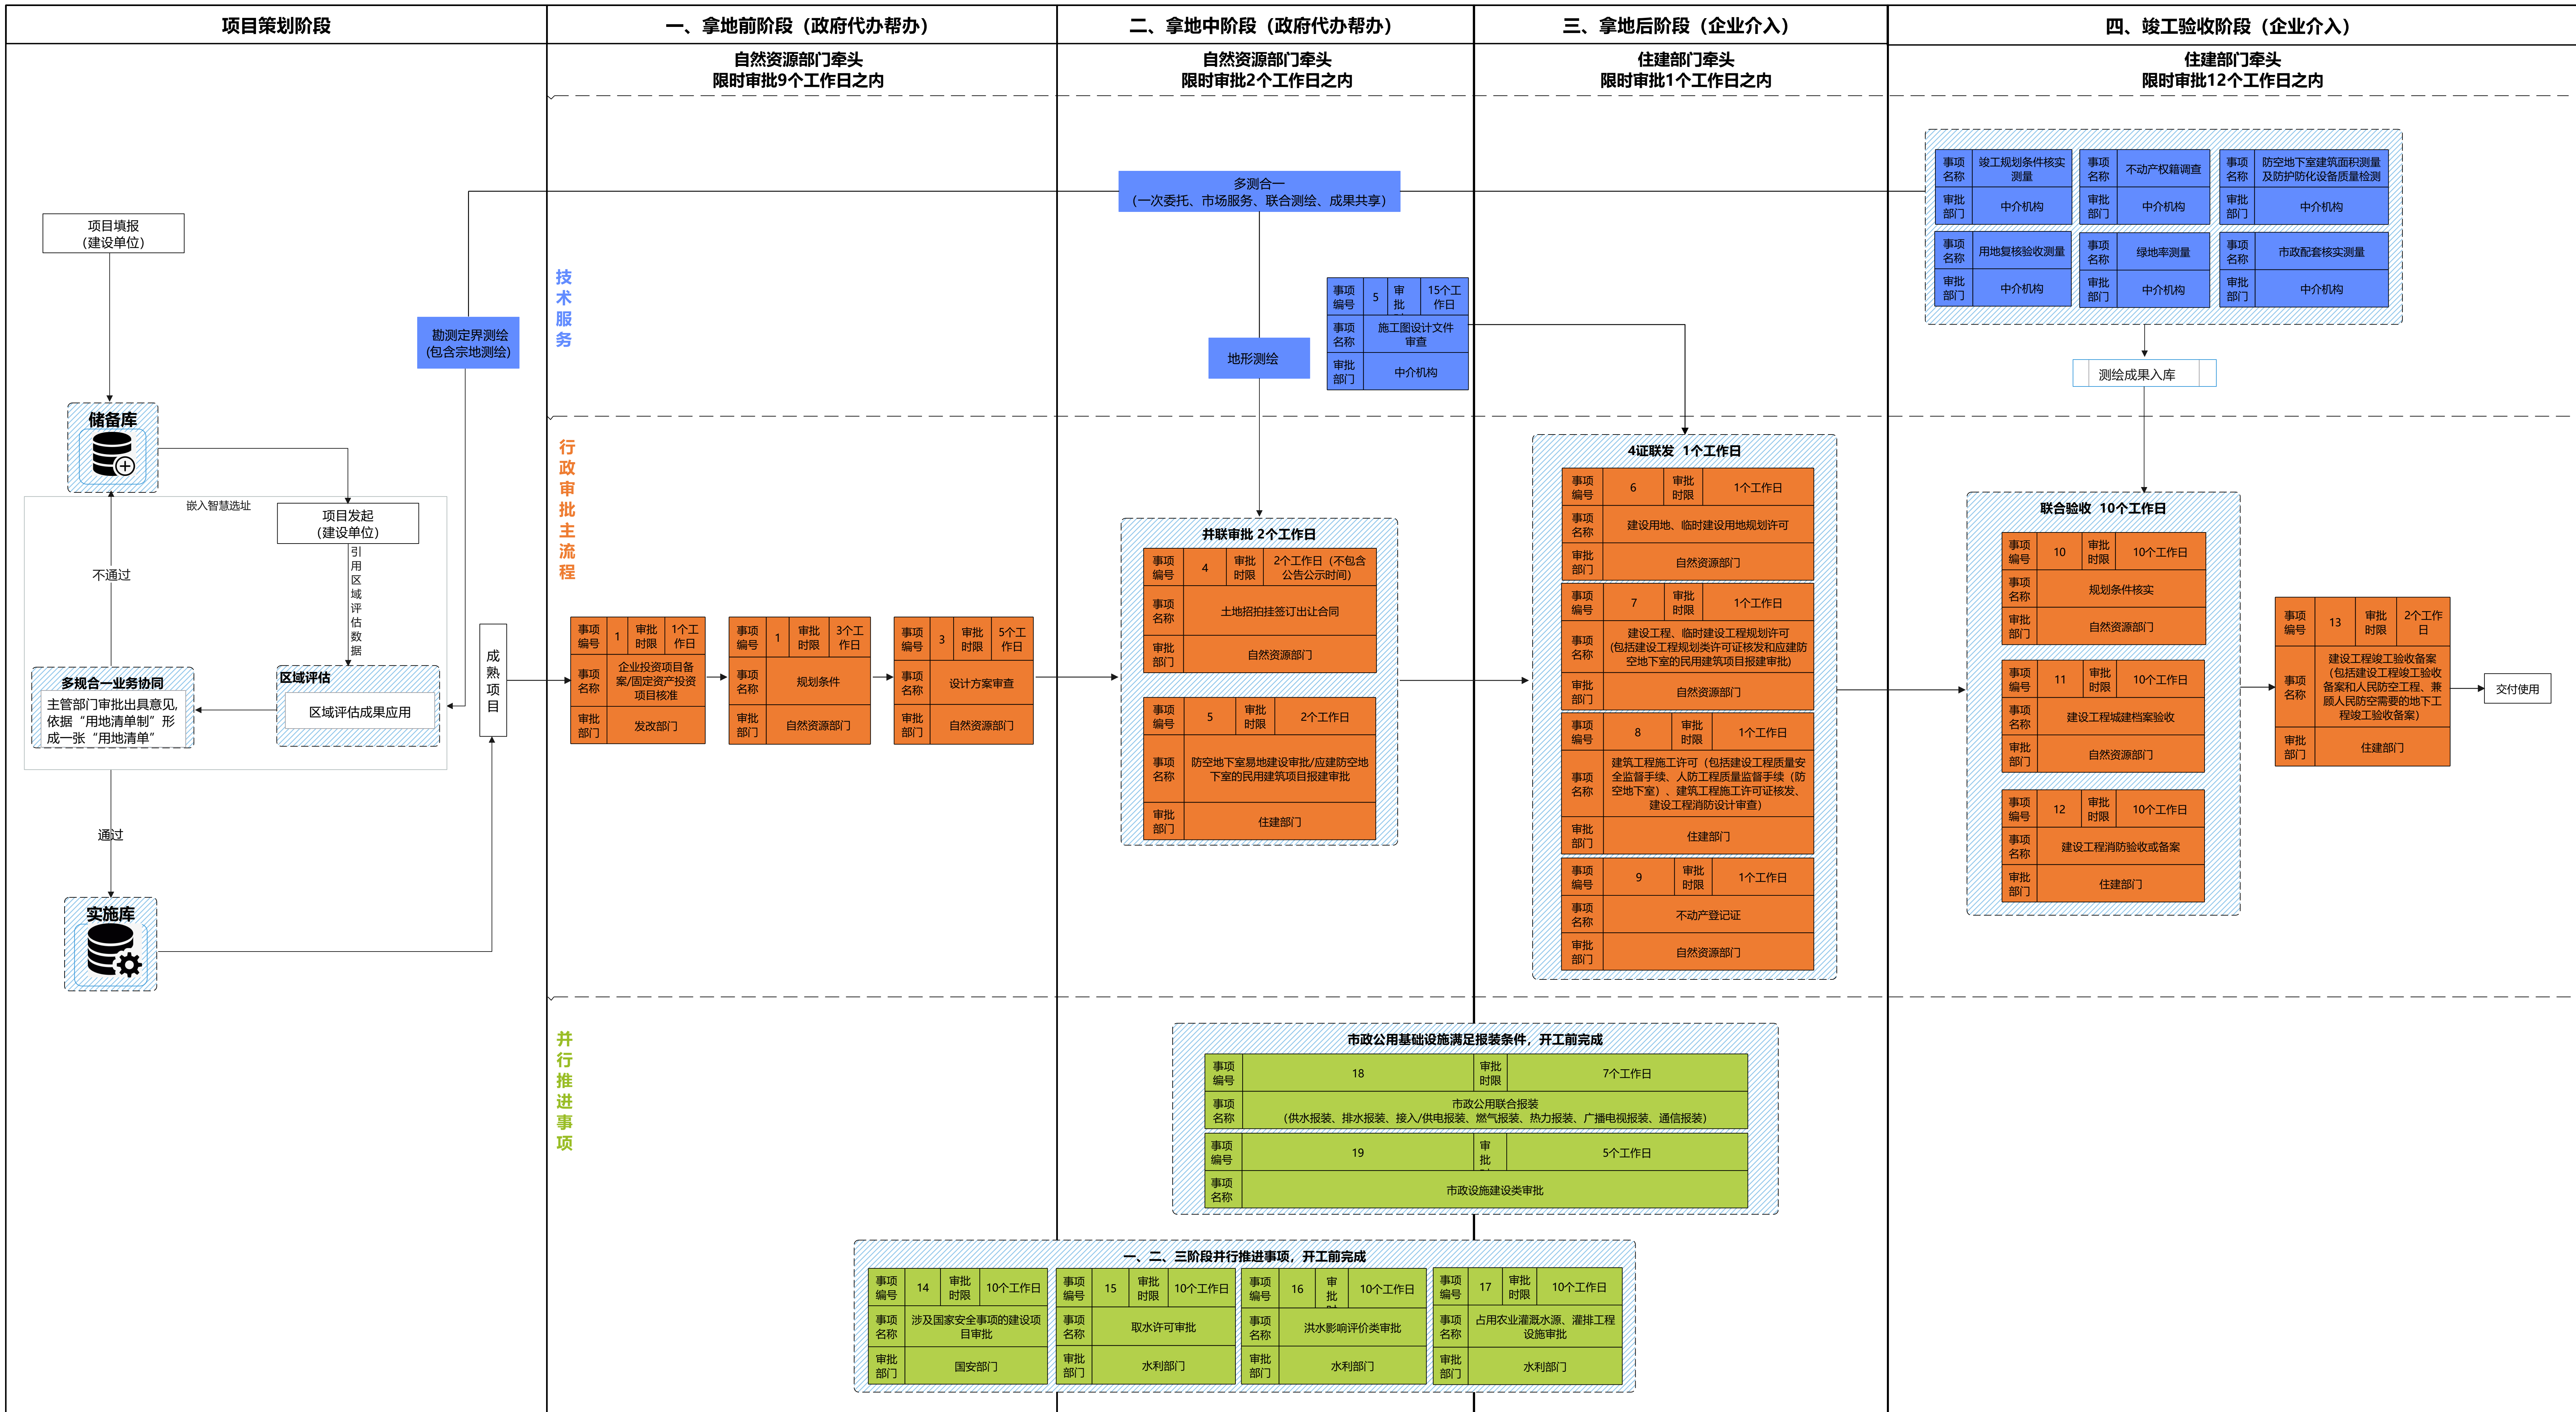 项目策划阶段
一、拿地前阶段（政府代办帮办）
二、拿地中阶段（政府代办帮办）
三、拿地后阶段（企业介入）
四、竣工验收阶段（企业介入）
自然资源部门牵头
限时审批9个工作日之内
自然资源部门牵头
限时审批2个工作日之内
住建部门牵头
限时审批1个工作日之内
住建部门牵头
限时审批12个工作日之内
项目填报
（建设单位）
储备库
嵌入智慧选址
项目发起
（建设单位）
引用区域评估数据
不通过
多规合一业务协同
主管部门审批出具意见,
依据“用地清单制”形
成一张“用地清单”
区域评估
区域评估成果应用
通过
实施库
成熟项目
勘测定界测绘
(包含宗地测绘)
技术服务
多测合一
（一次委托、市场服务、联合测绘、成果共享）
地形测绘
事项编号 5 审批 15个工作日
事项名称 施工图设计文件审查
审批部门 中介机构
事项名称 竣工规划条件核实测量
审批部门 中介机构
事项名称 不动产权籍调查
审批部门 中介机构
事项名称 防空地下室建筑面积测量及防护防化设备质量检测
审批部门 中介机构
事项名称 用地复核验收测量
审批部门 中介机构
事项名称 绿地率测量
审批部门 中介机构
事项名称 市政配套核实测量
审批部门 中介机构
测绘成果入库
行政审批主流程
事项编号 1 审批时限 1个工作日
事项名称 企业投资项目备案/固定资产投资项目核准
审批部门 发改部门
事项编号 1 审批时限 3个工作日
事项名称 规划条件
审批部门 自然资源部门
事项编号 3 审批时限 5个工作日
事项名称 设计方案审查
审批部门 自然资源部门
并联审批 2个工作日
事项编号 4 审批时限 2个工作日（不包含公告公示时间）
事项名称 土地招拍挂签订出让合同
审批部门 自然资源部门
事项编号 5 审批时限 2个工作日
事项名称 防空地下室易地建设审批/应建防空地下室的民用建筑项目报建审批
审批部门 住建部门
4证联发 1个工作日
事项编号 6 审批时限 1个工作日
事项名称 建设用地、临时建设用地规划许可
审批部门 自然资源部门
事项编号 7 审批时限 1个工作日
事项名称 建设工程、临时建设工程规划许可
(包括建设工程规划类许可证核发和应建防空地下室的民用建筑项目报建审批)
审批部门 自然资源部门
事项编号 8 审批时限 1个工作日
事项名称 建筑工程施工许可（包括建设工程质量安全监督手续、人防工程质量监督手续（防空地下室）、建筑工程施工许可证核发、建设工程消防设计审查）
审批部门 住建部门
事项编号 9 审批时限 1个工作日
事项名称 不动产登记证
审批部门 自然资源部门
联合验收 10个工作日
事项编号 10 审批时限 10个工作日
事项名称 规划条件核实
审批部门 自然资源部门
事项编号 11 审批时限 10个工作日
事项名称 建设工程城建档案验收
审批部门 自然资源部门
事项编号 12 审批时限 10个工作日
事项名称 建设工程消防验收或备案
审批部门 住建部门
事项编号 13 审批时限 2个工作日
事项名称 建设工程竣工验收备案（包括建设工程竣工验收备案和人民防空工程、兼顾人民防空需要的地下工程竣工验收备案）
审批部门 住建部门
交付使用
并行推进事项
市政公用基础设施满足报装条件，开工前完成
事项编号 18 审批时限 7个工作日
事项名称 市政公用联合报装
（供水报装、排水报装、接入/供电报装、燃气报装、热力报装、广播电视报装、通信报装）
事项编号 19 审批 5个工作日
事项名称 市政设施建设类审批
一、二、三阶段并行推进事项，开工前完成
事项编号 14 审批时限 10个工作日
事项名称 涉及国家安全事项的建设项目审批
审批部门 国安部门
事项编号 15 审批时限 10个工作日
事项名称 取水许可审批
审批部门 水利部门
事项编号 16 审批 10个工作日
事项名称 洪水影响评价类审批
审批部门 水利部门
事项编号 17 审批时限 10个工作日
事项名称 占用农业灌溉水源、灌排工程设施审批
审批部门 水利部门